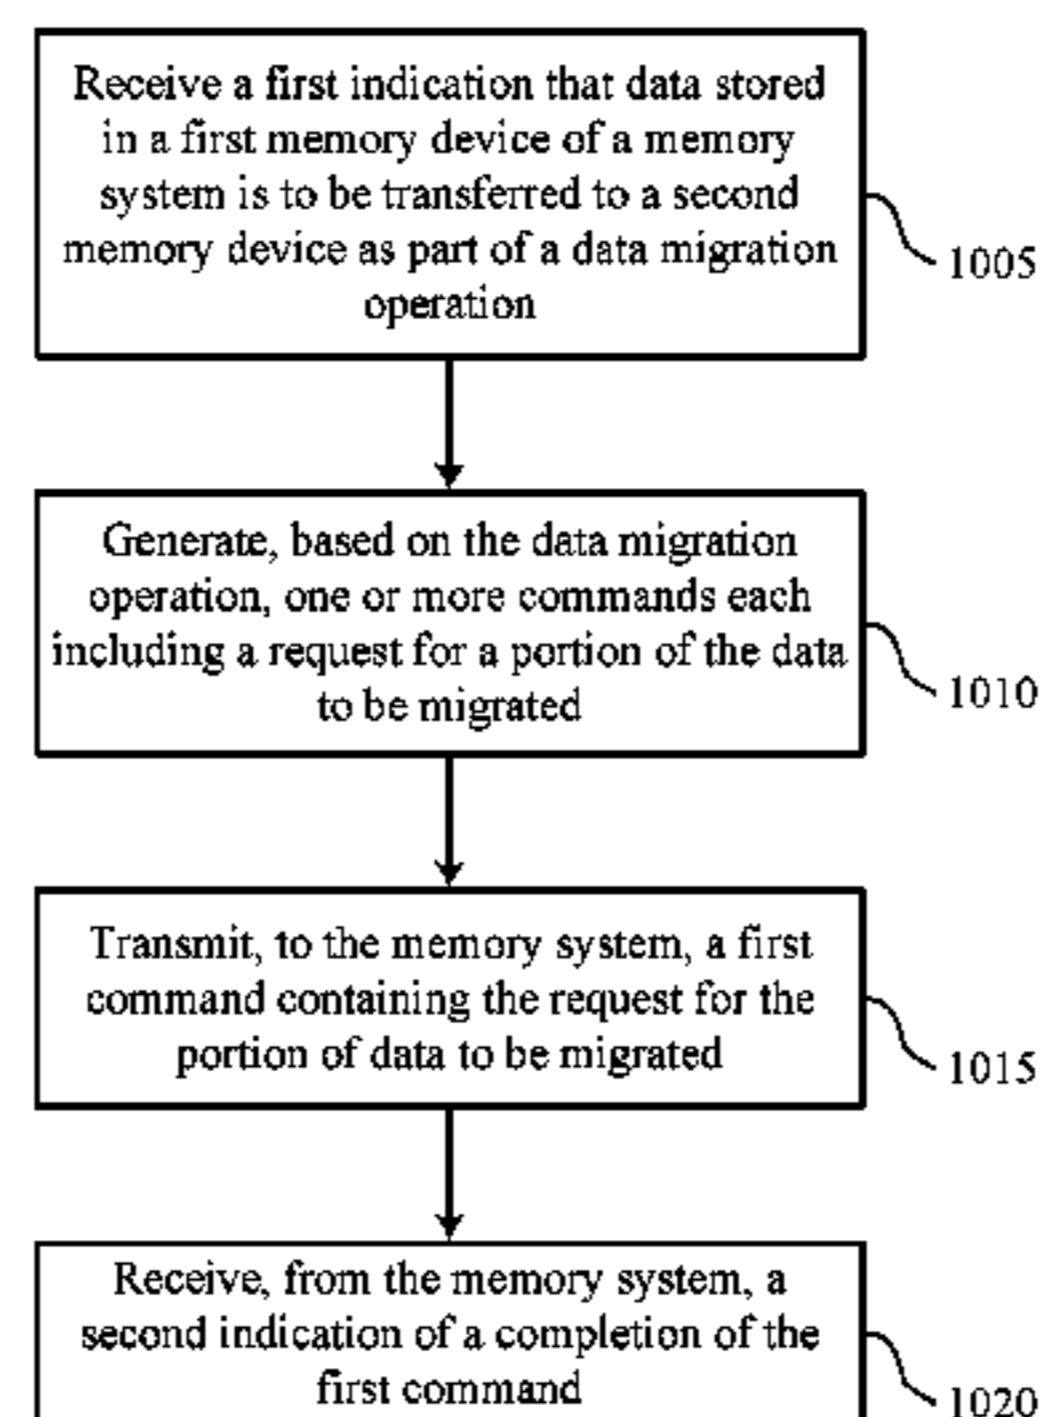 Receive a first indication that data stored
in a first memory device of a memory
system is to be transferred to a second
memory device as part of a data migration
operation
1005
Generate, based on the data migration
operation, one or more commands each
including a request for a portion of the data
to be migrated
1010
Transmit, to the memory system, a first
command containing the request for the
portion of data to be migrated
1015
Receive, from the memory system, a
second indication of a completion of the
first command
1020